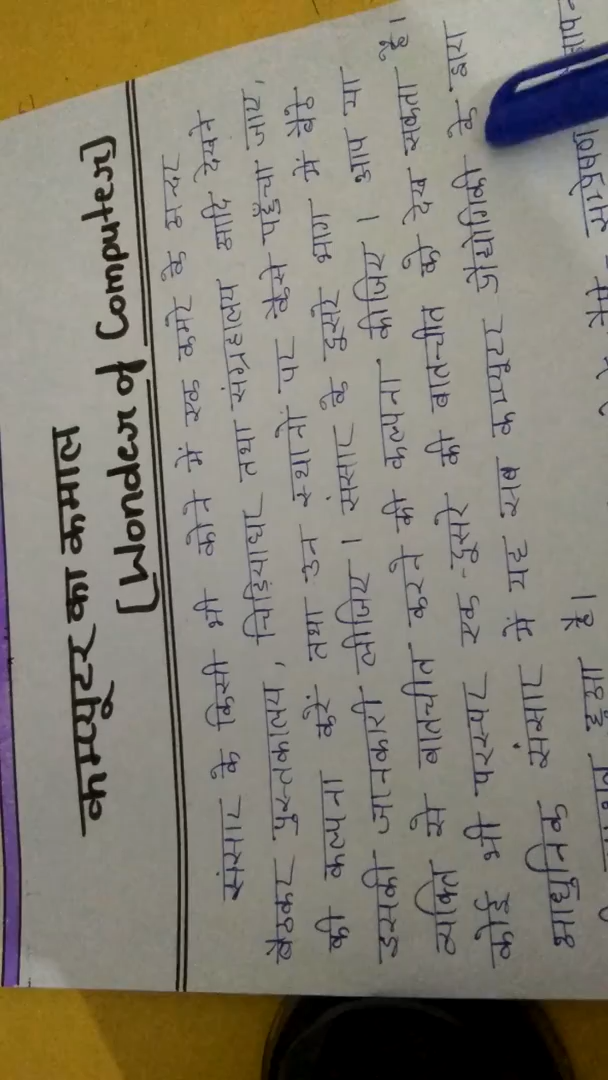 कम्प्यूटर का कमाल
[Wonder of Computer]
संसार के किसी भी कोने में एक कमरे के अन्दर
बैठकर पुस्तकालय, चिड़ियाघर तथा संग्रहालय आदि देखने
की कल्पना करें तथा उन स्थानों पर कैसे पहुँचा जाए,
इसकी जानकारी लीजिए। संसार के दूसरे भाग में बैठे
व्यक्ति से बातचीत करने की कल्पना कीजिए। आप या
कोई भी परस्पर एक-दूसरे की बातचीत को देख सकता है।
आधुनिक संसार में यह सब कम्प्यूटर प्रौद्योगिकी के द्वारा
हुआ है।